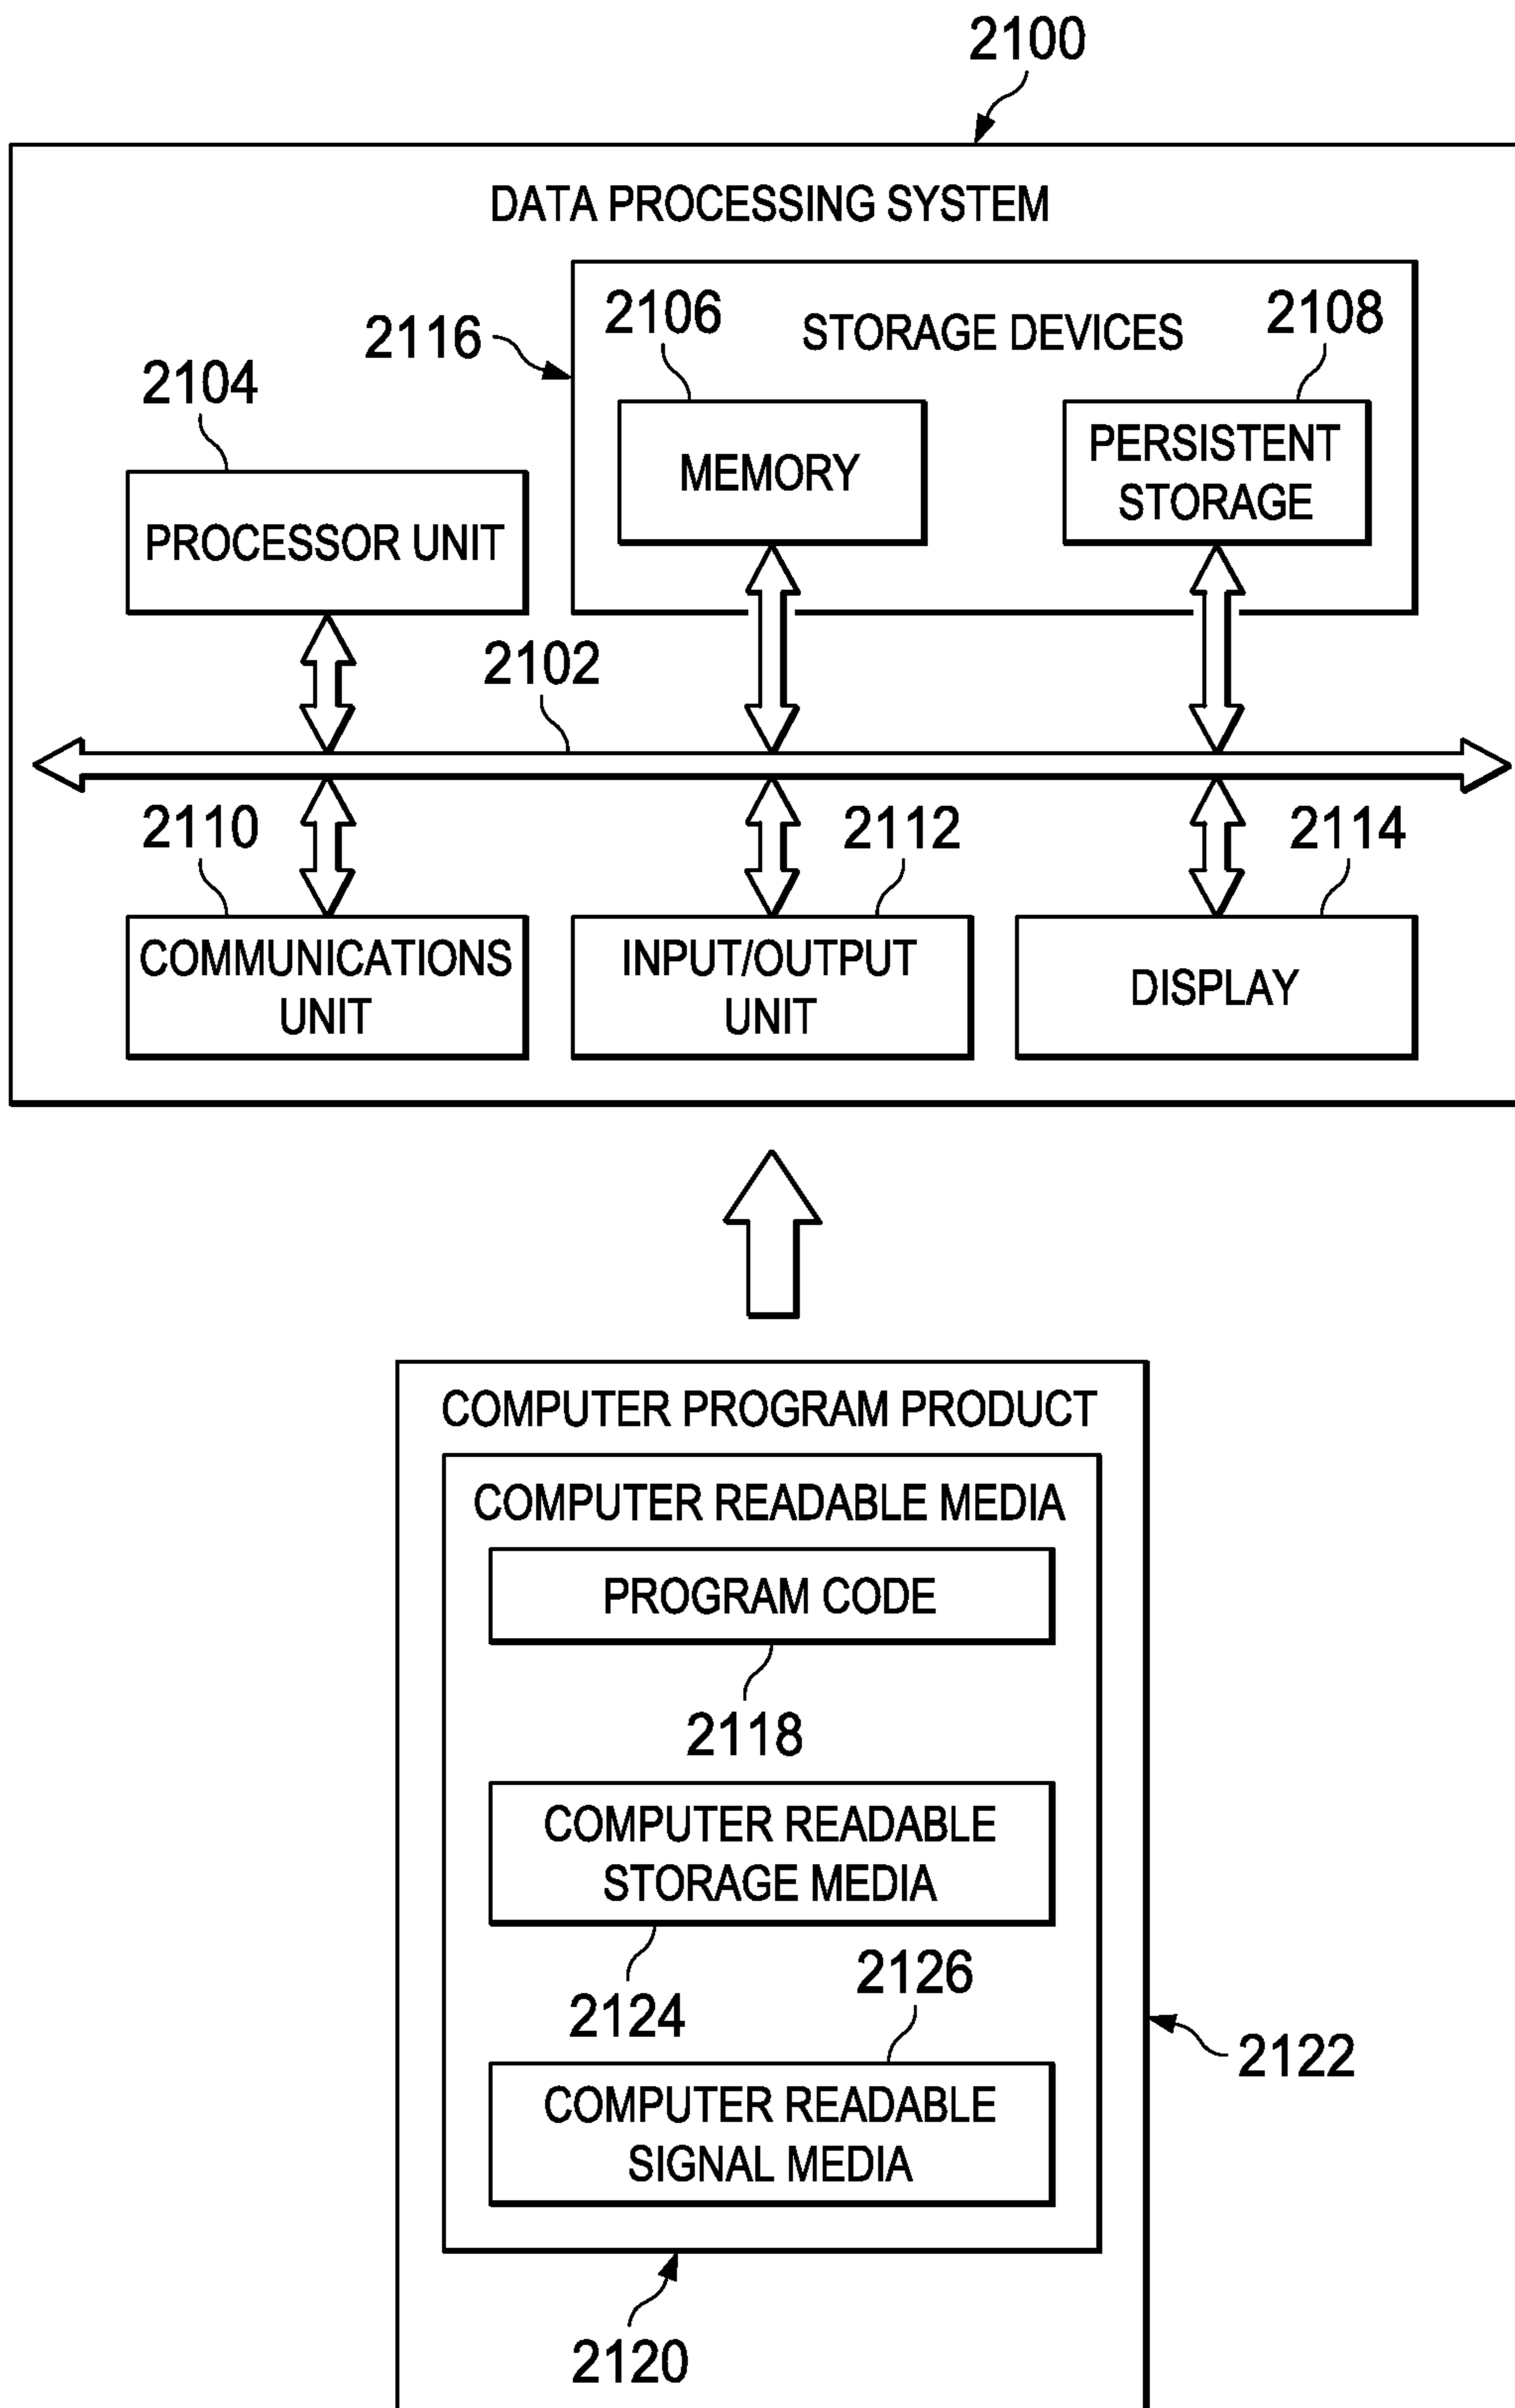 2100
DATA PROCESSING SYSTEM
2116
2106
STORAGE DEVICES
2108
2104
MEMORY
PERSISTENT
STORAGE
PROCESSOR UNIT
2102
2110
2112
2114
COMMUNICATIONS
UNIT
INPUT/OUTPUT
UNIT
DISPLAY
COMPUTER PROGRAM PRODUCT
COMPUTER READABLE MEDIA
PROGRAM CODE
2118
COMPUTER READABLE
STORAGE MEDIA
2124
2126
2122
COMPUTER READABLE
SIGNAL MEDIA
2120